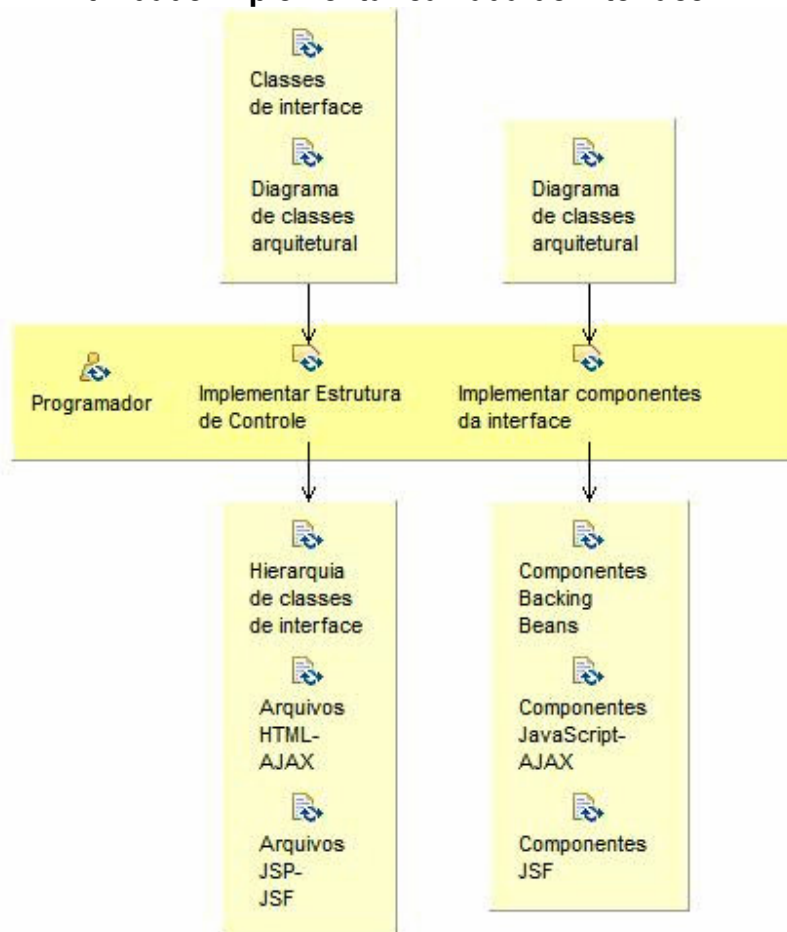 Classes
de interface
Diagrama
de classes
arquitetural
Diagrama
de classes
arquitetural
Programador
Implementar Estrutura
de Controle
Implementar componentes
da interface
Hierarquia
de classes
de interface
Arquivos
HTML-
AJAX
Arquivos
JSP-
JSF
Componentes
Backing
Beans
Componentes
JavaScript-
AJAX
Componentes
JSF